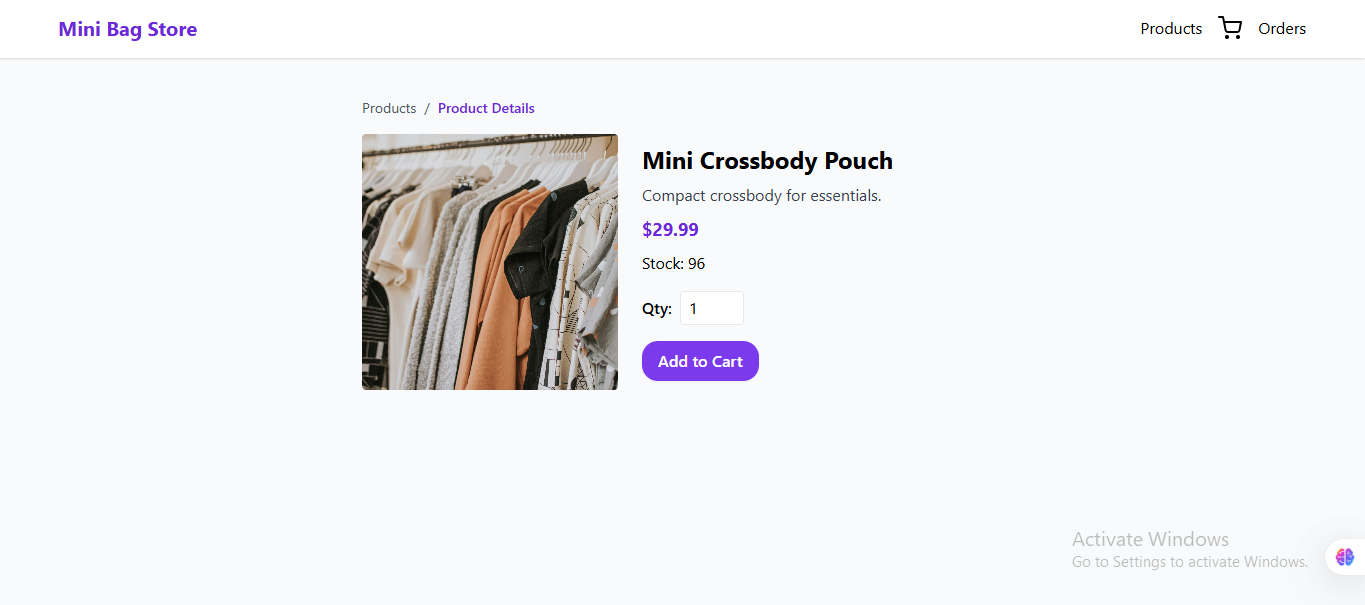 Mini Bag Store
Products
Orders
Products / Product Details
Mini Crossbody Pouch
Compact crossbody for essentials.
$29.99
Stock: 96
Qty: 1
Add to Cart
Activate Windows
Go to Settings to activate Windows.